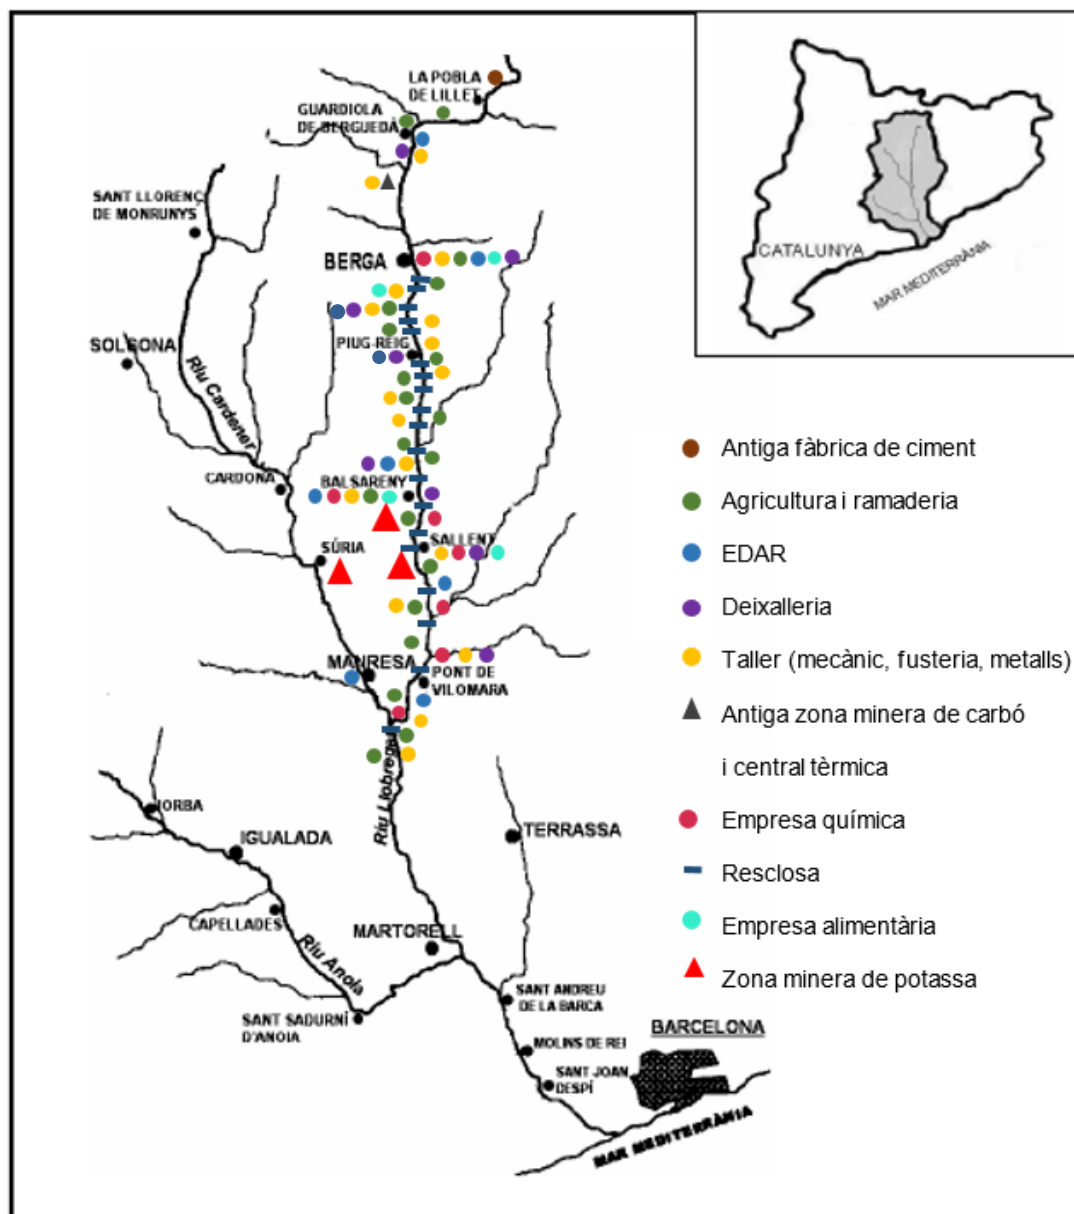 LA POBLA
DE LILLET
GUARDIOLA
DE BERGUEDÀ
SANT LLORENÇ
DE MONRUNYS
BERGA
CATALUNYA
MAR MEDITERRÀNIA
SOLSONA
PIUG-REIG
Riu Cardener
CARDONA
BALSARENY
SALLENT
SÚRIA
MANRESA
PONT DE
VILOMARA
Riu Llobregat
JORBA
IGUALADA
TERRASSA
CAPELLADES
MARTORELL
Riu Anoia
SANT SADURNÍ
D'ANOIA
SANT ANDREU
DE LA BARCA
BARCELONA
MOLINS DE REI
SANT JOAN
DESPÍ
MAR MEDITERRÀNIA
Antiga fàbrica de ciment
Agricultura i ramaderia
EDAR
Deixalleria
Taller (mecànic, fusteria, metalls)
Antiga zona minera de carbó
i central tèrmica
Empresa química
Resclosa
Empresa alimentària
Zona minera de potassa